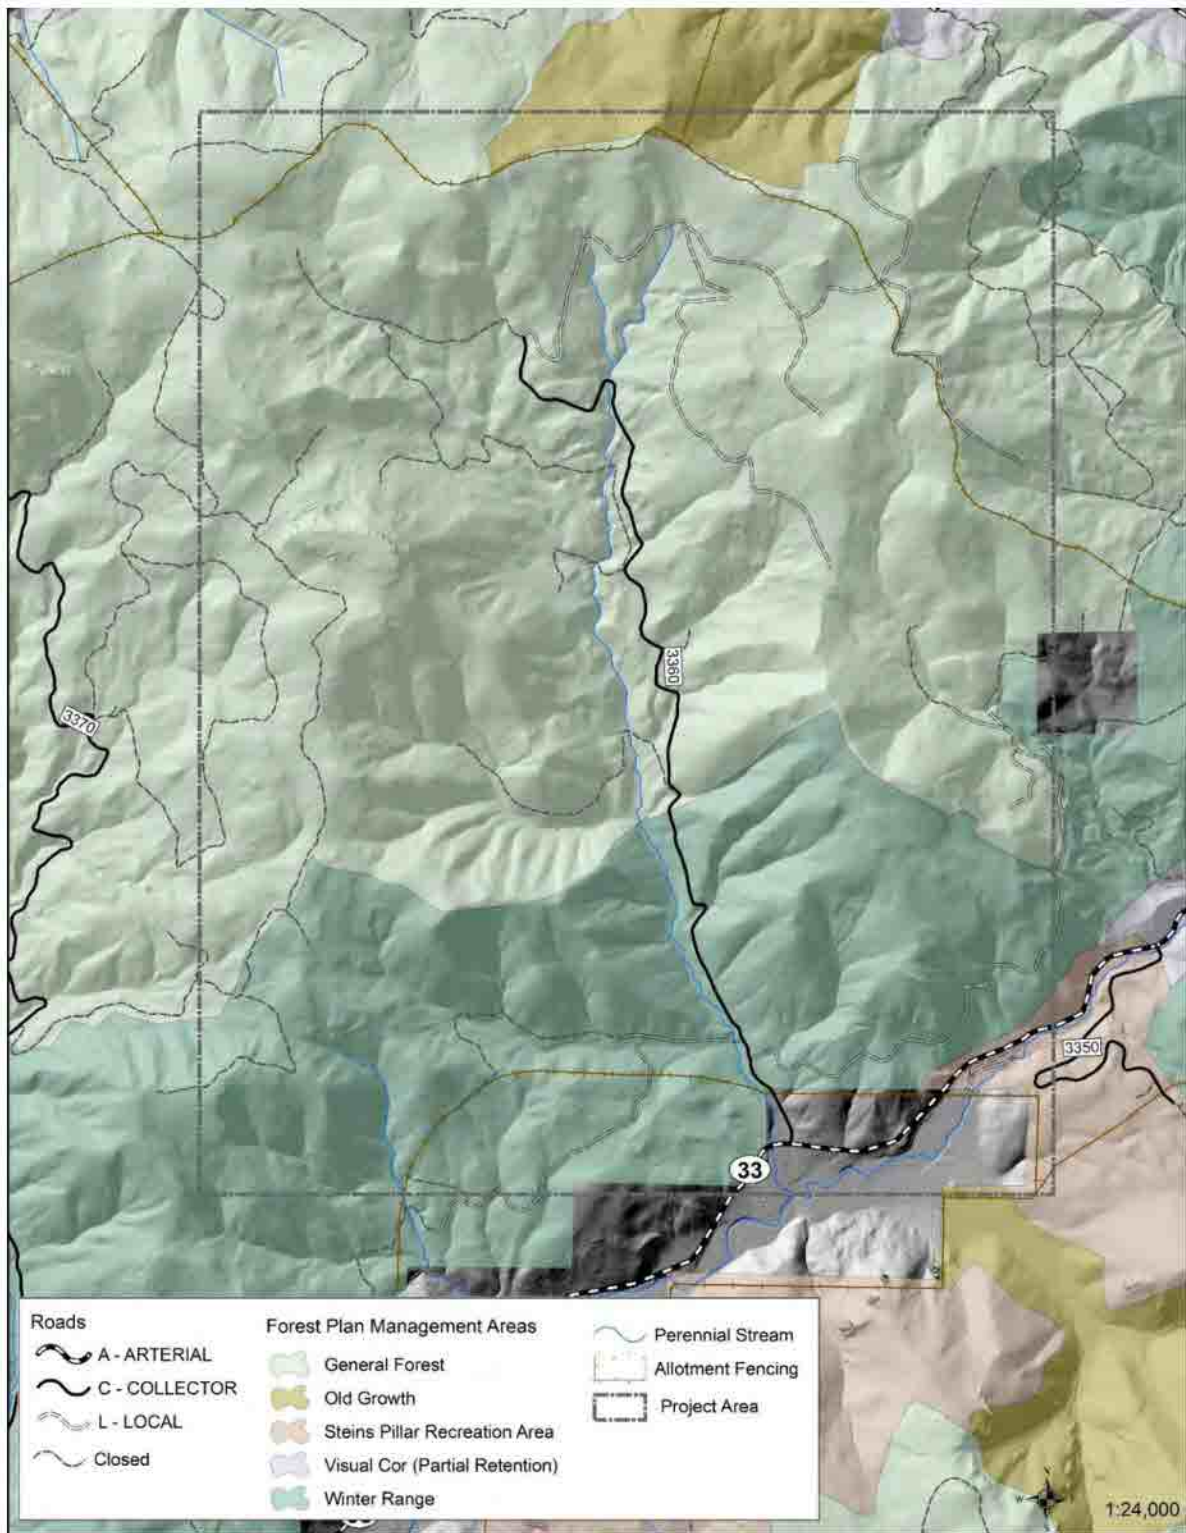 3360
3370
3350
33
Roads
A - ARTERIAL
C - COLLECTOR
L - LOCAL
Closed
Forest Plan Management Areas
General Forest
Old Growth
Steins Pillar Recreation Area
Visual Cor (Partial Retention)
Winter Range
Perennial Stream
Allotment Fencing
Project Area
N
W
1:24,000